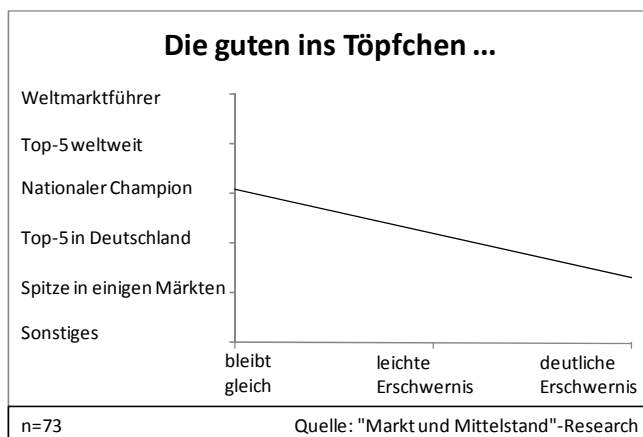 Die guten ins Töpfchen ...
Weltmarktführer
Top-5 weltweit
Nationaler Champion
Top-5 in Deutschland
Spitze in einigen Märkten
Sonstiges
bleibt
gleich
leichte
Erschwernis
deutliche
Erschwernis
n=73
Quelle: "Markt und Mittelstand"-Research